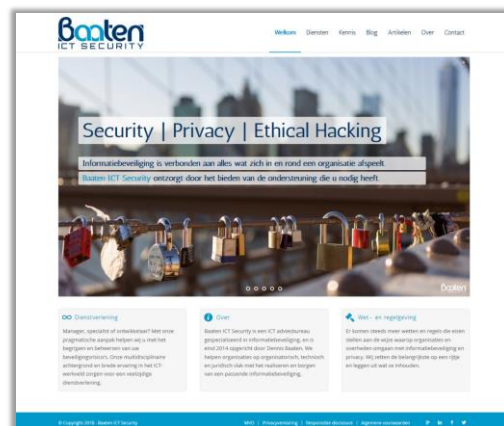 Baaten
ICT SECURITY
Welkom Diensten Kennis Blog Artikelen Over Contact
Security | Privacy | Ethical Hacking
Informatiebeveiliging is verbonden aan alles wat zich in en rond een organisatie afspeelt.
Baaten ICT Security ontzorgt door het bieden van de ondersteuning die u nodig heeft.
Baaten
Dienstverlening
Manager, specialist of ontwikkelaar? Met onze
pragmatische aanpak helpen wij u met het
begrijpen en beheersen van uw
beveiligingsrisico's. Onze multidisciplinaire
achtergrond en brede ervaring in het ICT-
werkveld zorgen voor een veelzijdige
dienstverlening.
Over
Baaten ICT Security is een ICT adviesbureau
gespecialiseerd in informatiebeveiliging, en is
eind 2014 opgericht door Dennis Baaten. We
helpen organisaties op organisatorisch, technisch
en juridisch vlak met het realiseren en borgen
van een passende informatiebeveiliging.
Wet - en regelgeving
Er komen steeds meer wetten en regels die eisen
stellen aan de wijze waarop organisaties en
overheden omgaan met informatiebeveiliging en
privacy. Wij zetten de belangrijkste op een rijtje
en leggen uit wat ze inhouden.
© Copyright 2018 - Baaten ICT Security
MVO | Privacyverklaring | Responsible disclosure | Algemene voorwaarden